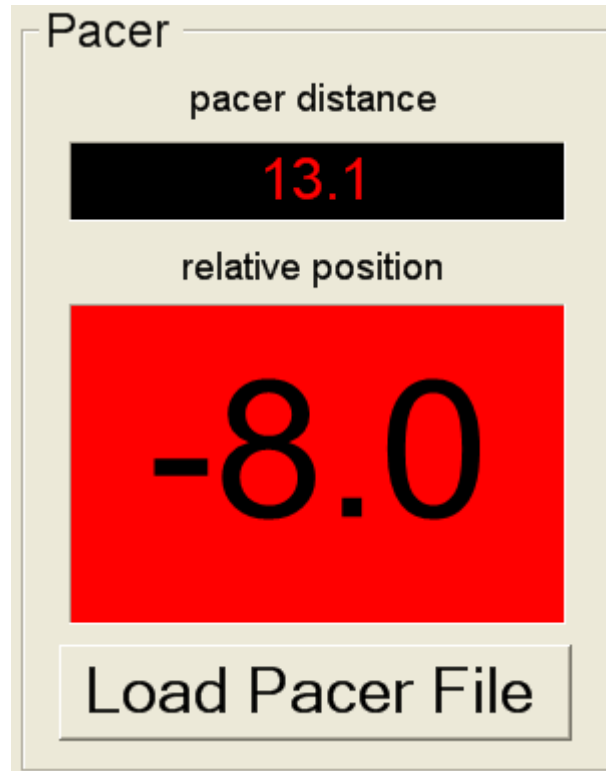 Pacer
pacer distance
13.1
relative position
-8.0
Load Pacer File